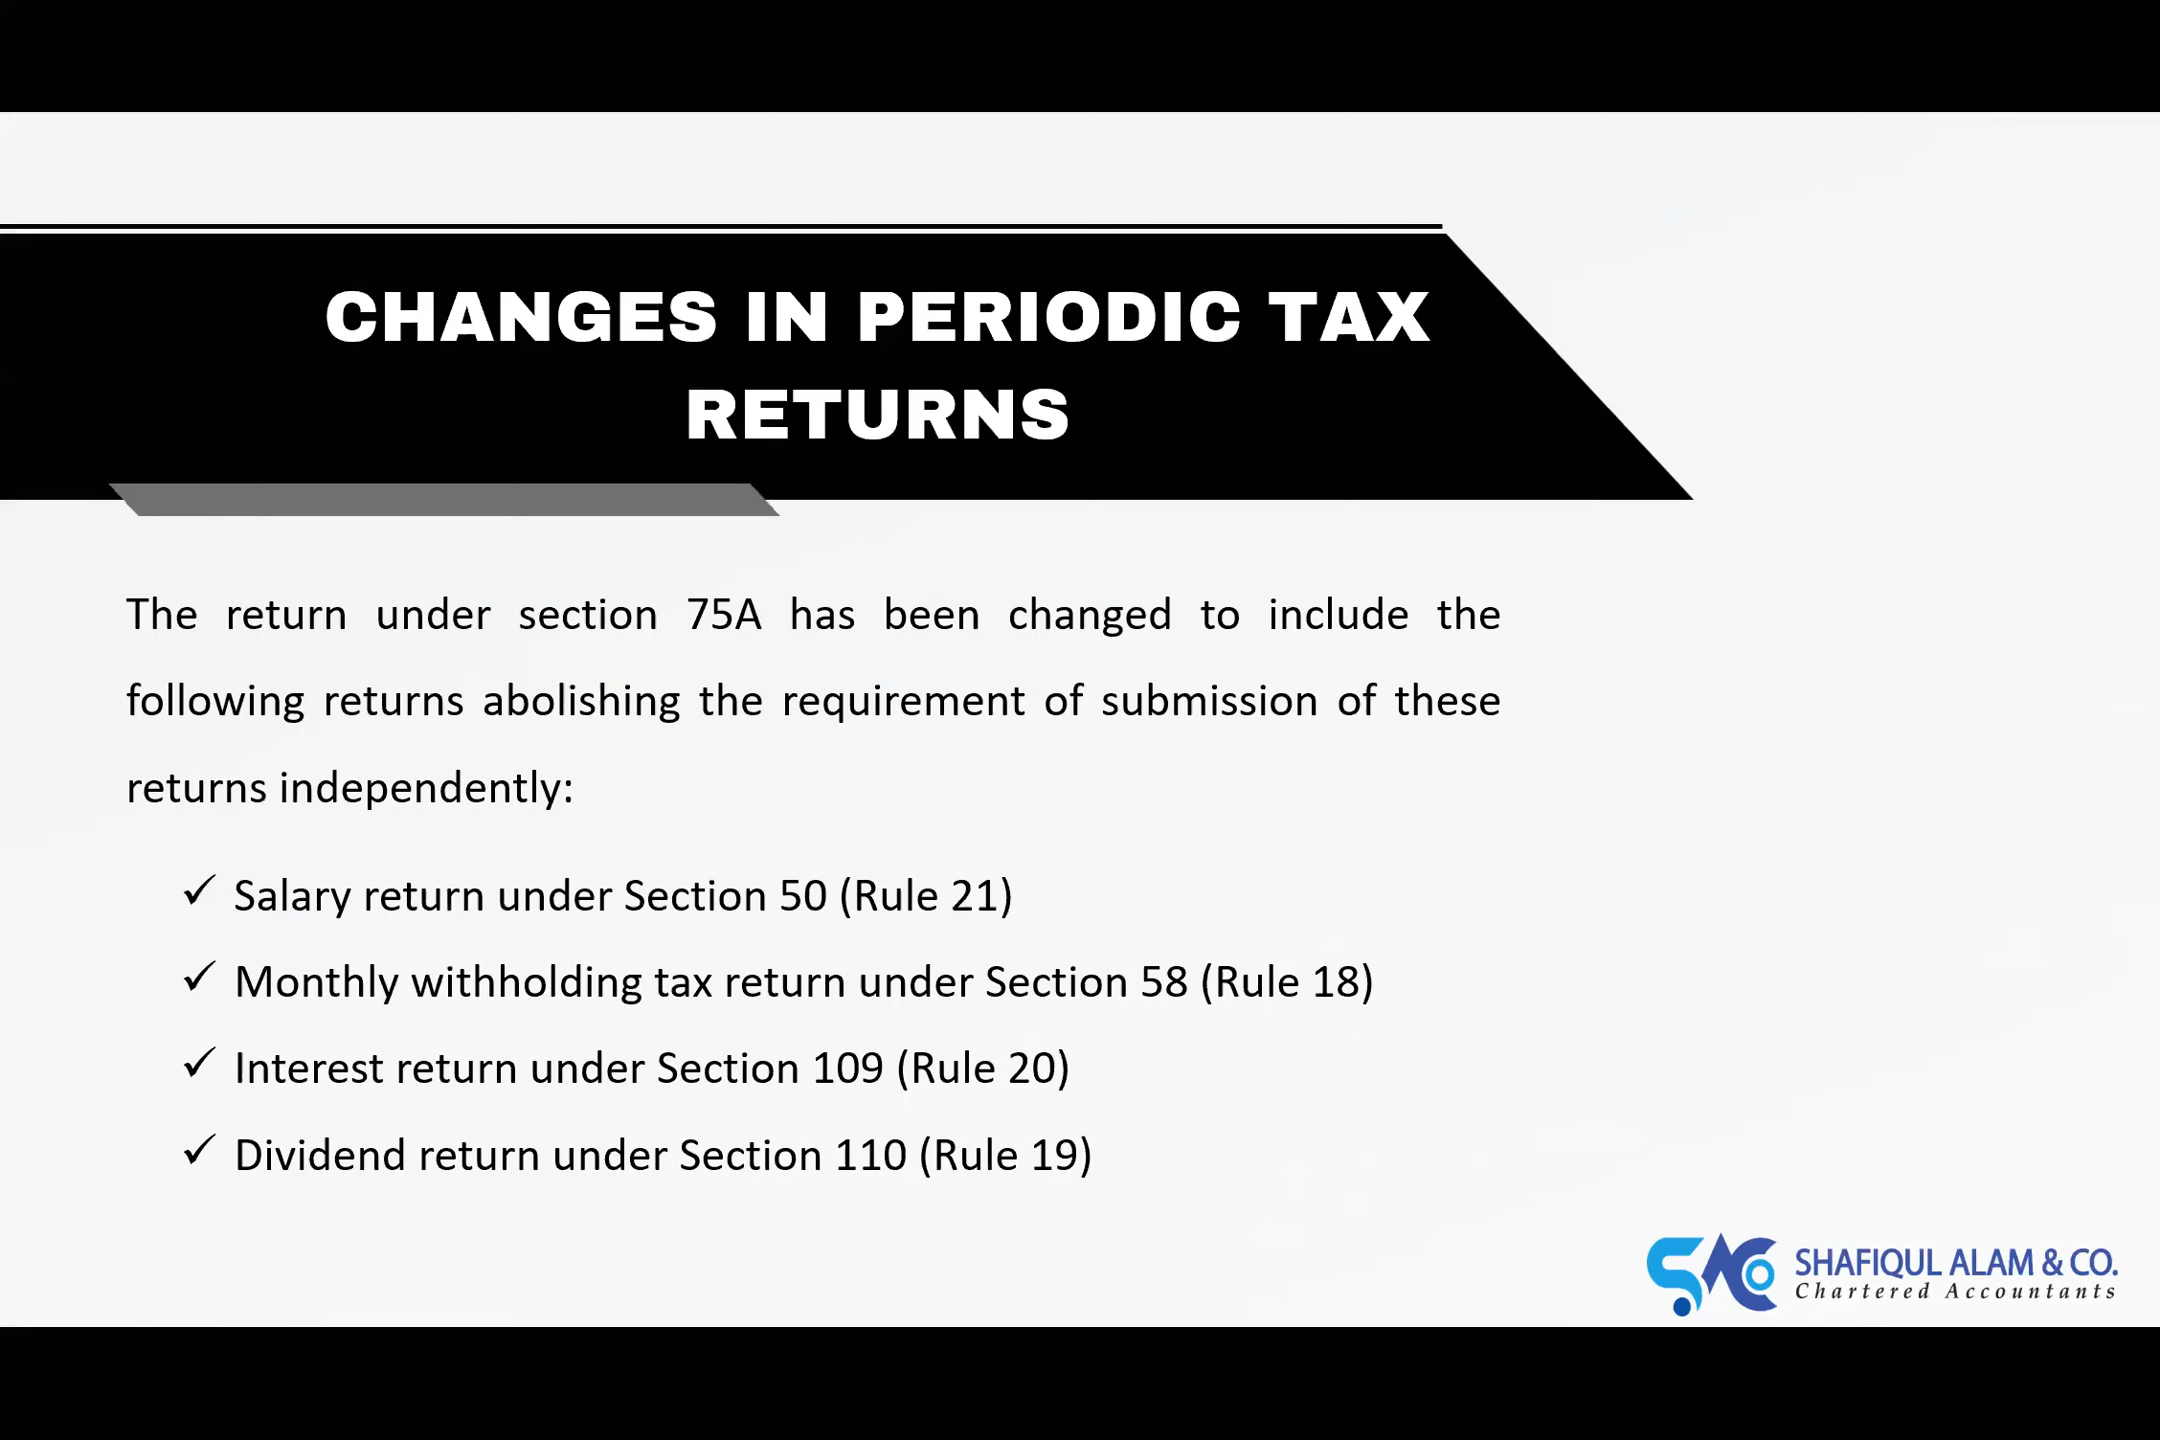 CHANGES IN PERIODIC TAX
RETURNS
The return under section 75A has been changed to include the
following returns abolishing the requirement of submission of these
returns independently:
✓ Salary return under Section 50 (Rule 21)
✓ Monthly withholding tax return under Section 58 (Rule 18)
✓ Interest return under Section 109 (Rule 20)
✓ Dividend return under Section 110 (Rule 19)
SACo SHAFIQUL ALAM & CO.
Chartered Accountants